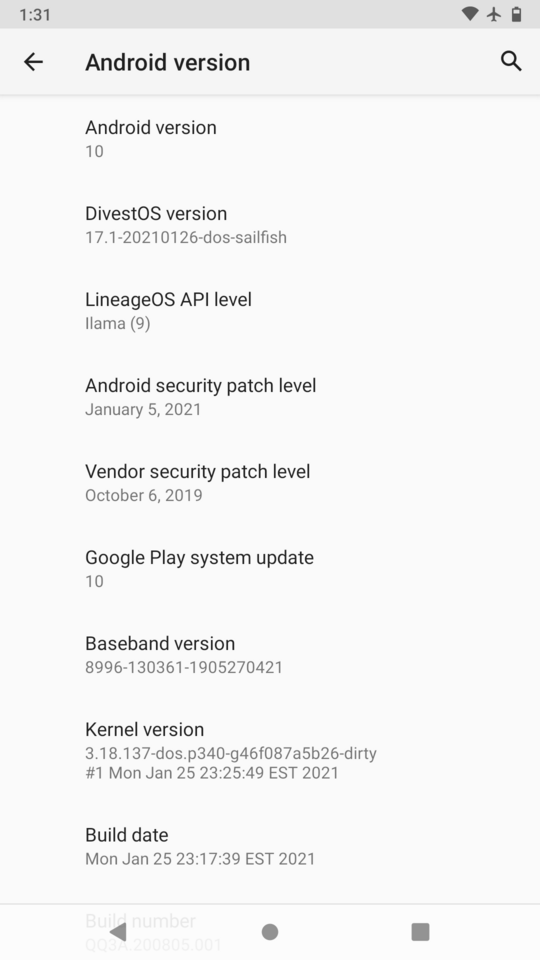 1:31
Android version
Android version
10
DivestOS version
17.1-20210126-dos-sailfish
LineageOS API level
Ilama (9)
Android security patch level
January 5, 2021
Vendor security patch level
October 6, 2019
Google Play system update
10
Baseband version
8996-130361-1905270421
Kernel version
3.18.137-dos.p340-g46f087a5b26-dirty
#1 Mon Jan 25 23:25:49 EST 2021
Build date
Mon Jan 25 23:17:39 EST 2021
Build number
QQ3A.200805.001